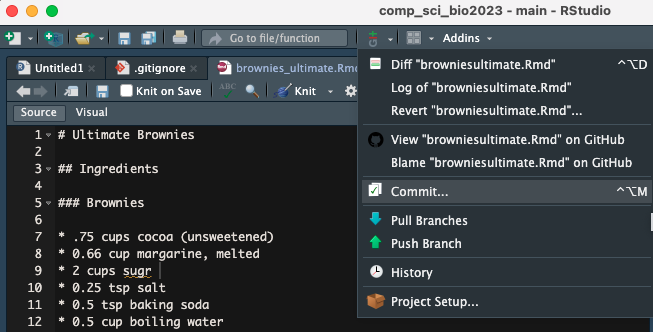 comp_sci_bio2023 - main - RStudio
Go to file/function
Addins
Untitled1
.gitignore
brownies_ultimate.Rmd
Knit on Save
ABC
Knit
Source Visual
1 # Ultimate Brownies
2
3 ## Ingredients
4
5 ### Brownies
6
7 * .75 cups cocoa (unsweetened)
8 * 0.66 cup margarine, melted
9 * 2 cups sugr
10 * 0.25 tsp salt
11 * 0.5 tsp baking soda
12 * 0.5 cup boiling water
Diff "browniesultimate.Rmd" ^⌥D
Log of "browniesultimate.Rmd"
Revert "browniesultimate.Rmd"...
View "browniesultimate.Rmd" on GitHub
Blame "browniesultimate.Rmd" on GitHub
Commit... ^⌥M
Pull Branches
Push Branch
History
Project Setup...